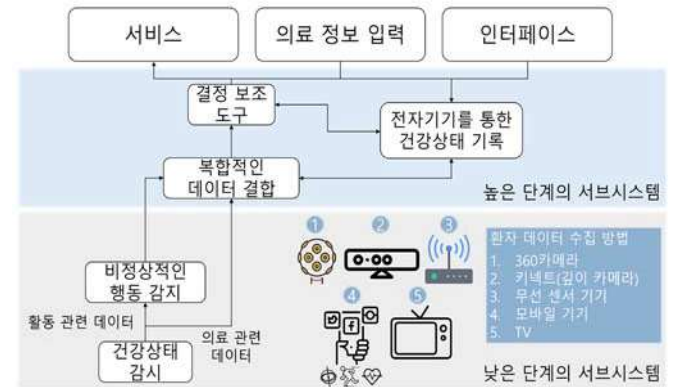 서비스
의료 정보 입력
인터페이스
결정 보조
도구
전자기기를 통한
건강상태 기록
복합적인
데이터 결합
높은 단계의 서브시스템
1
2
3
환자 데이터 수집 방법
1. 360카메라
2. 키넥트(깊이 카메라)
3. 무선 센서 기기
4. 모바일 기기
5. TV
비정상적인
행동 감지
4
5
활동 관련 데이터
의료 관련
데이터
건강상태
감시
낮은 단계의 서브시스템